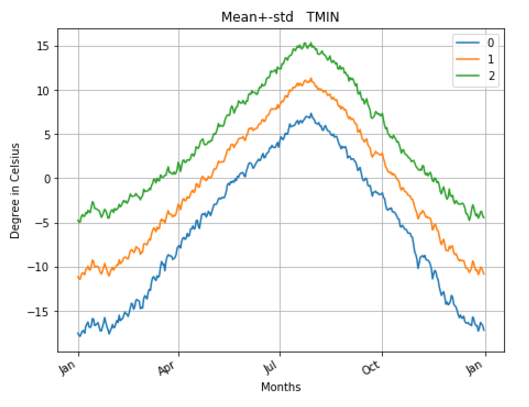 Mean+-std TMIN
0
1
2
15
10
5
0
−5
−10
−15
Degree in Celsius
Jan
Apr
Jul
Oct
Jan
Months